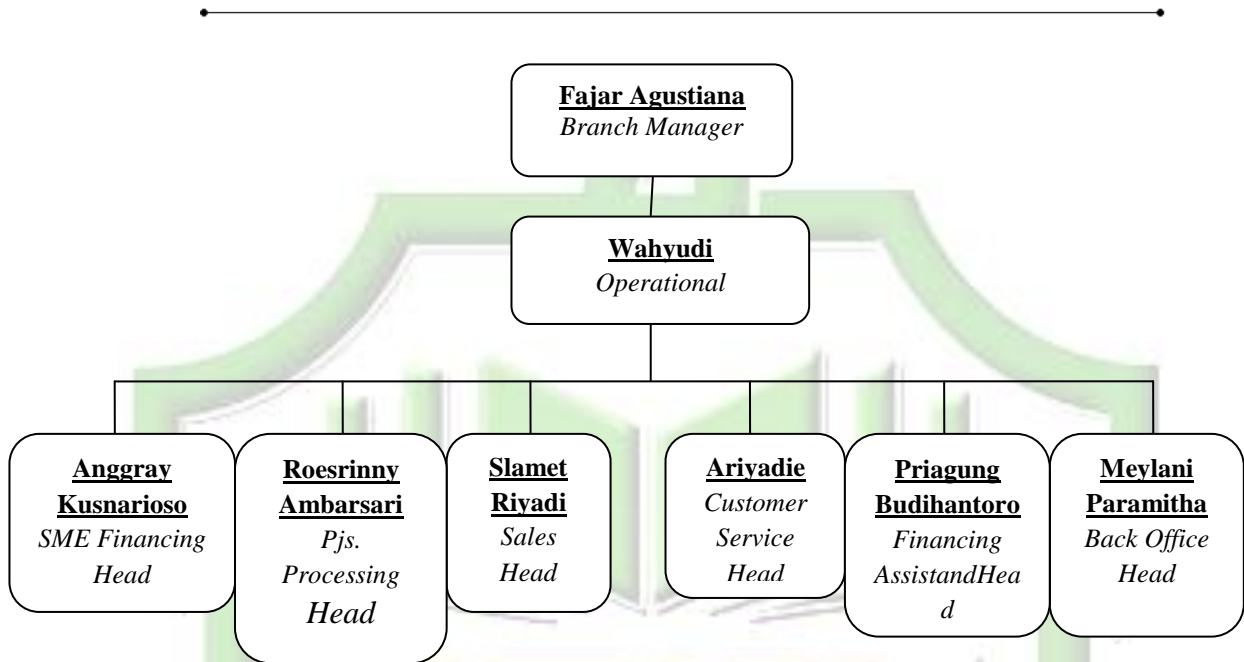 Fajar Agustiana
Branch Manager
Wahyudi
Operational
Anggray
Kusnarioso
SME Financing
Head
Roesrinny
Ambarsari
Pjs.
Processing
Head
Slamet
Riyadi
Sales
Head
Ariyadie
Customer
Service
Head
Priagung
Budihantoro
Financing
AssistandHea
d
Meylani
Paramitha
Back Office
Head